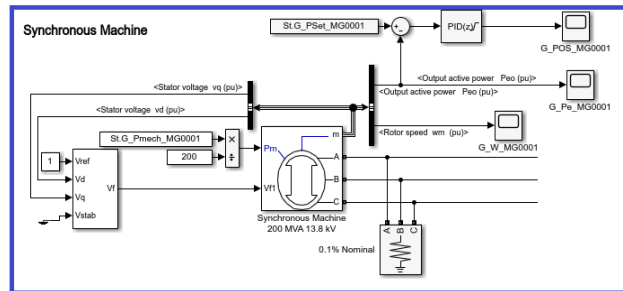 Synchronous Machine
St.G_PSet_MG0001
+
-
PID(z)
G_POS_MG0001
<Stator voltage vq (pu)>
<Output active power Peo (pu)>
<Output active power Peo (pu)>
G_Pe_MG0001
<Stator voltage vd (pu)>
St.G_Pmech_MG0001
×
200
÷
<Rotor speed wm (pu)>
G_W_MG0001
m
Pm
1
Vref
Vd
Vq
Vstab
Vf
Vf1
A
B
C
Synchronous Machine
200 MVA 13.8 kV
A
B
C
0.1% Nominal